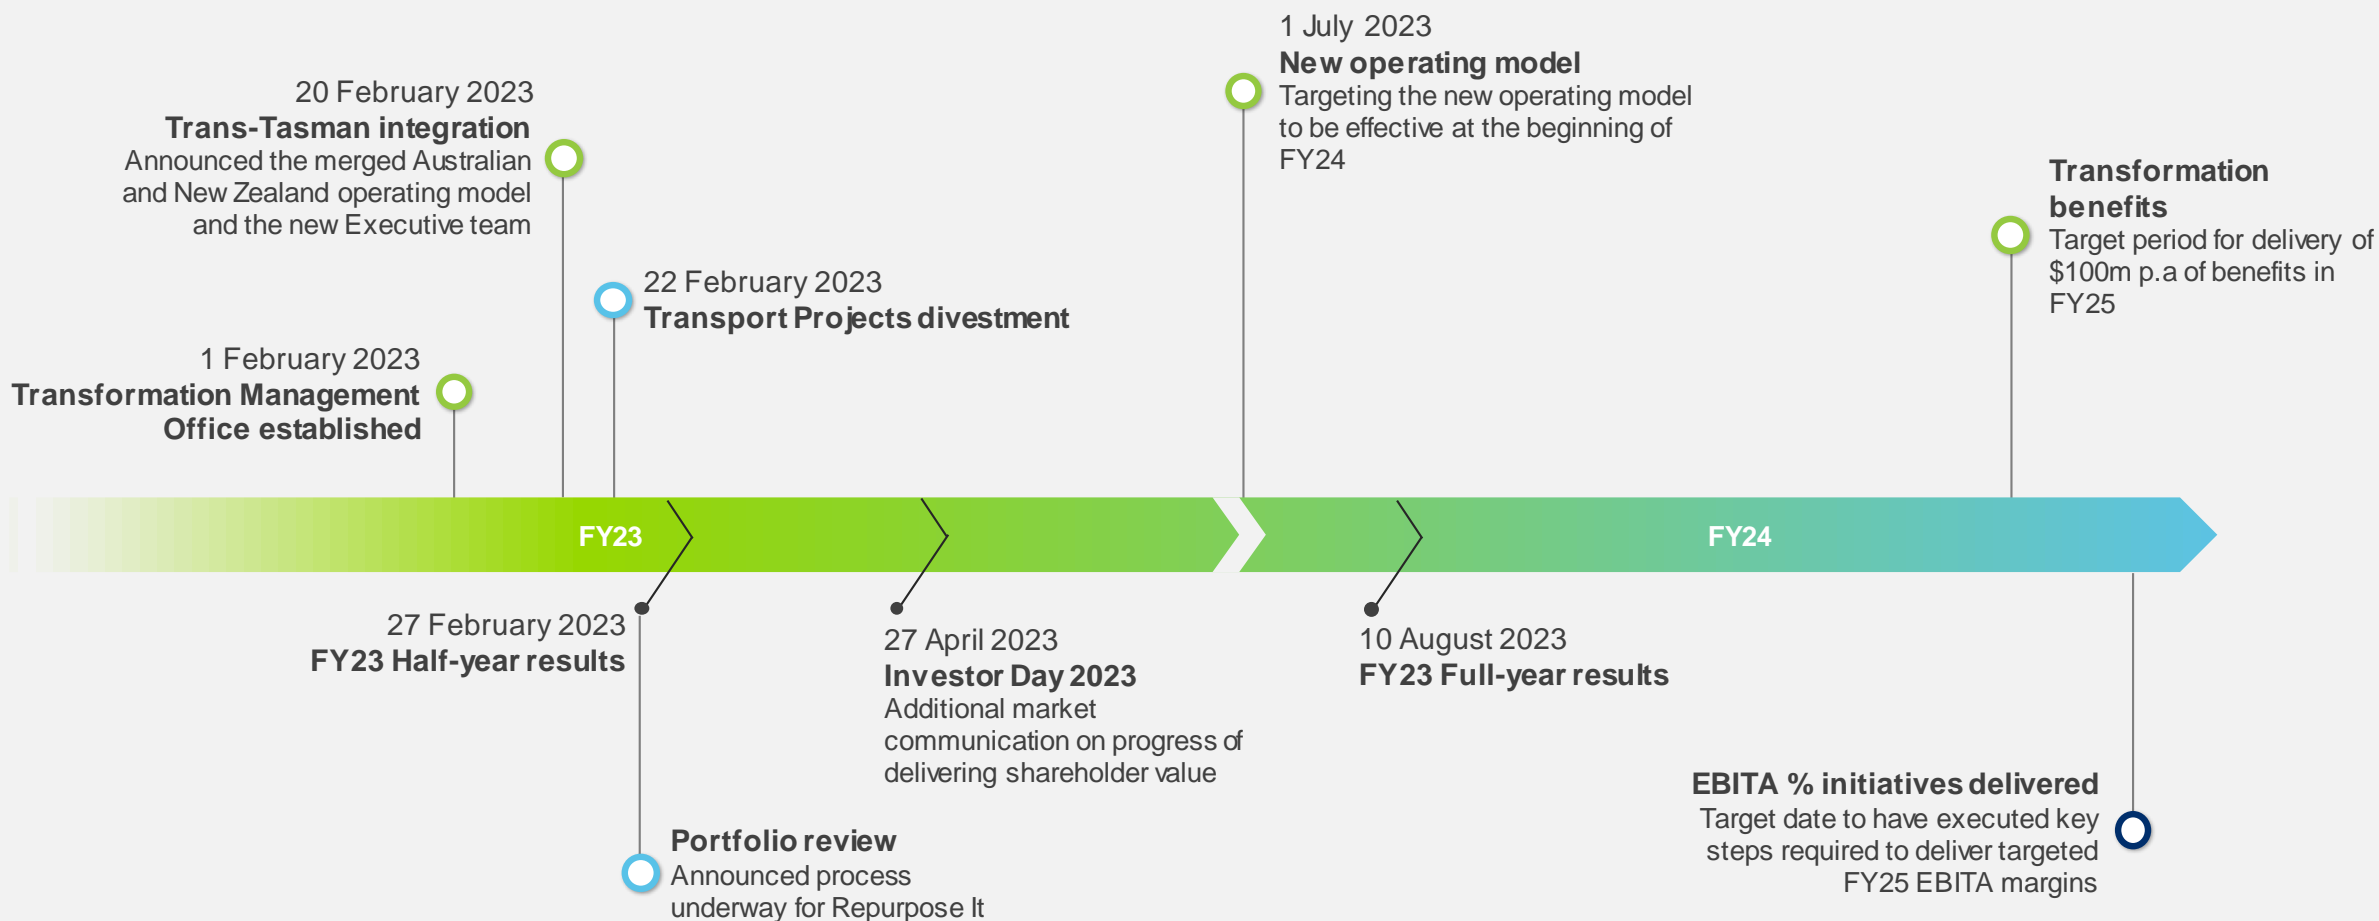 1 July 2023
New operating model
Targeting the new operating model
to be effective at the beginning of
FY24
20 February 2023
Trans-Tasman integration
Announced the merged Australian
and New Zealand operating model
and the new Executive team
Transformation
benefits
Target period for delivery of
$100m p.a of benefits in
FY25
22 February 2023
Transport Projects divestment
1 February 2023
Transformation Management
Office established
FY23
FY24
27 February 2023
FY23 Half-year results
27 April 2023
Investor Day 2023
Additional market
communication on progress of
delivering shareholder value
10 August 2023
FY23 Full-year results
Portfolio review
Announced process
underway for Repurpose It
EBITA % initiatives delivered
Target date to have executed key
steps required to deliver targeted
FY25 EBITA margins